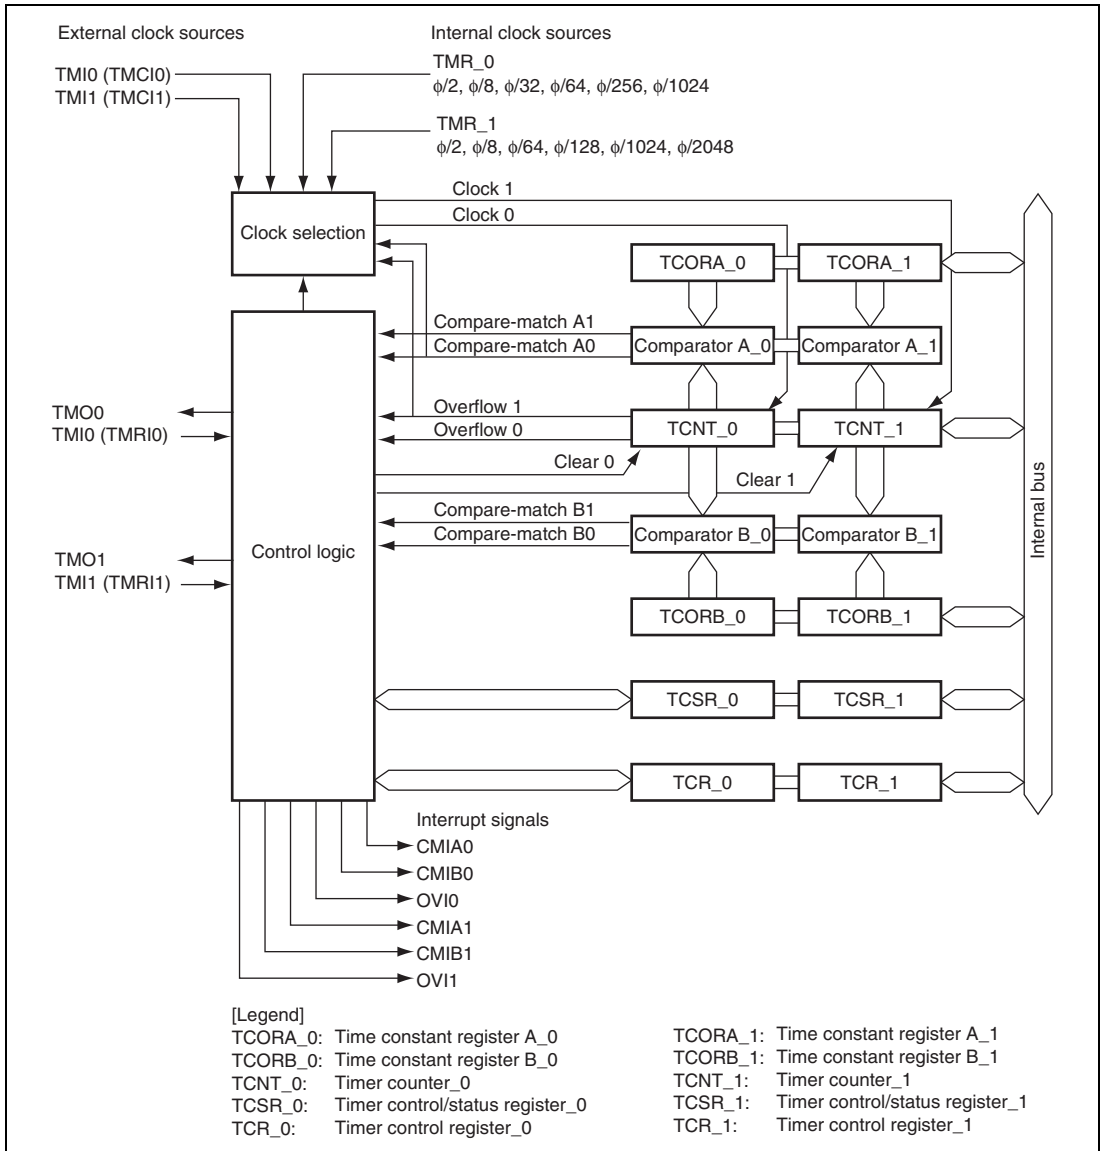 External clock sources
Internal clock sources
TMI0 (TMCI0)
TMI1 (TMCI1)
TMR_0
ϕ/2, ϕ/8, ϕ/32, ϕ/64, ϕ/256, ϕ/1024
TMR_1
ϕ/2, ϕ/8, ϕ/64, ϕ/128, ϕ/1024, ϕ/2048
Clock 1
Clock 0
Clock selection
TCORA_0
TCORA_1
Compare-match A1
Compare-match A0
Comparator A_0
Comparator A_1
TMO0
TMI0 (TMRI0)
Overflow 1
Overflow 0
TCNT_0
TCNT_1
Clear 0
Clear 1
Compare-match B1
Compare-match B0
Comparator B_0
Comparator B_1
Internal bus
Control logic
TMO1
TMI1 (TMRI1)
TCORB_0
TCORB_1
TCSR_0
TCSR_1
TCR_0
TCR_1
Interrupt signals
CMIA0
CMIB0
OVI0
CMIA1
CMIB1
OVI1
[Legend]
TCORA_0: Time constant register A_0
TCORB_0: Time constant register B_0
TCNT_0: Timer counter_0
TCSR_0: Timer control/status register_0
TCR_0: Timer control register_0
TCORA_1: Time constant register A_1
TCORB_1: Time constant register B_1
TCNT_1: Timer counter_1
TCSR_1: Timer control/status register_1
TCR_1: Timer control register_1